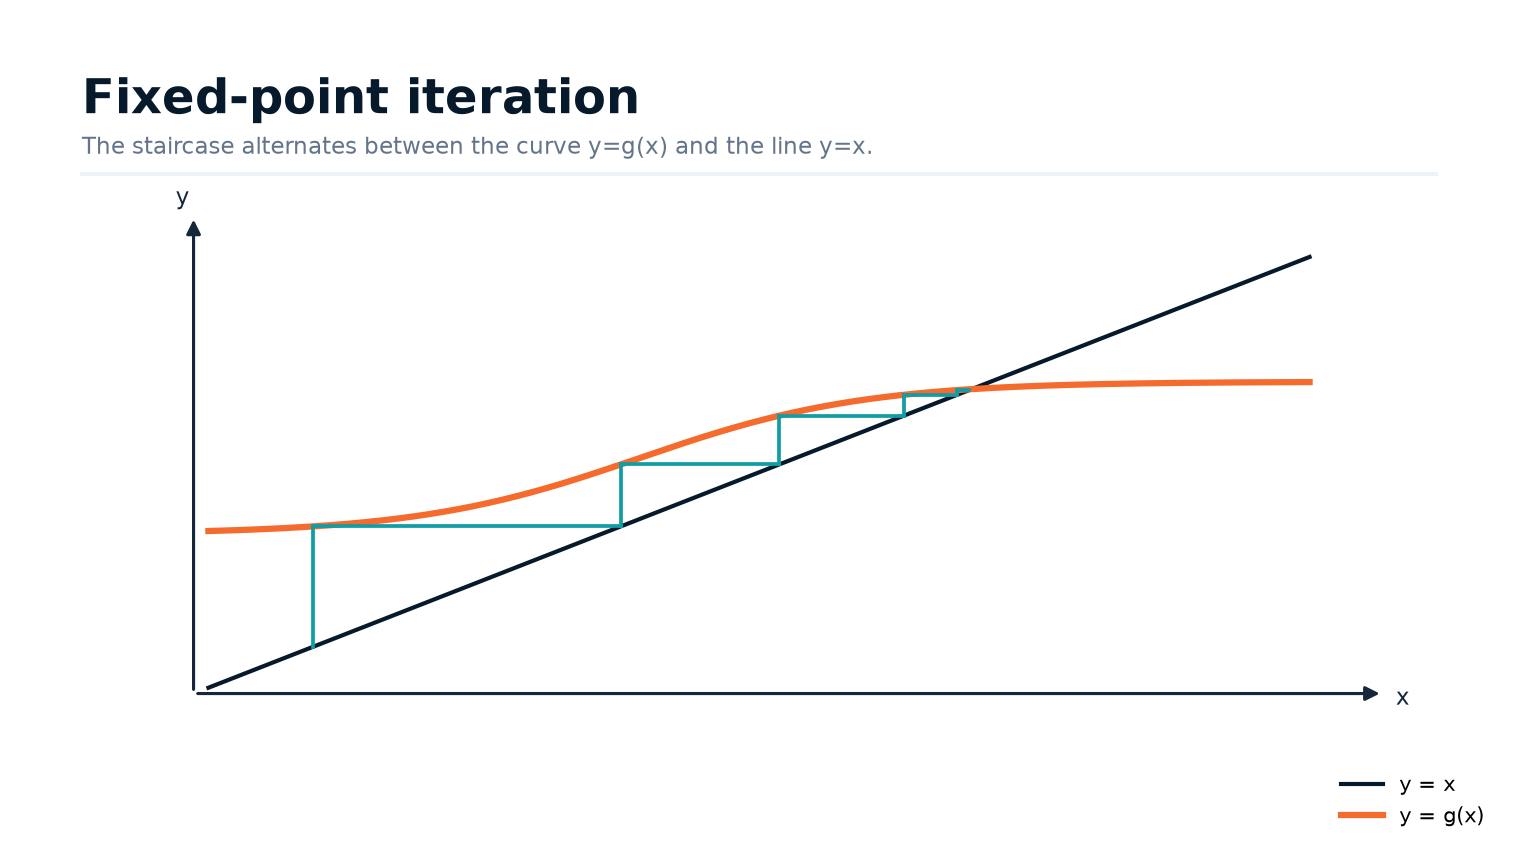 Fixed-point iteration
The staircase alternates between the curve y=g(x) and the line y=x.
y
x
y = x
y = g(x)